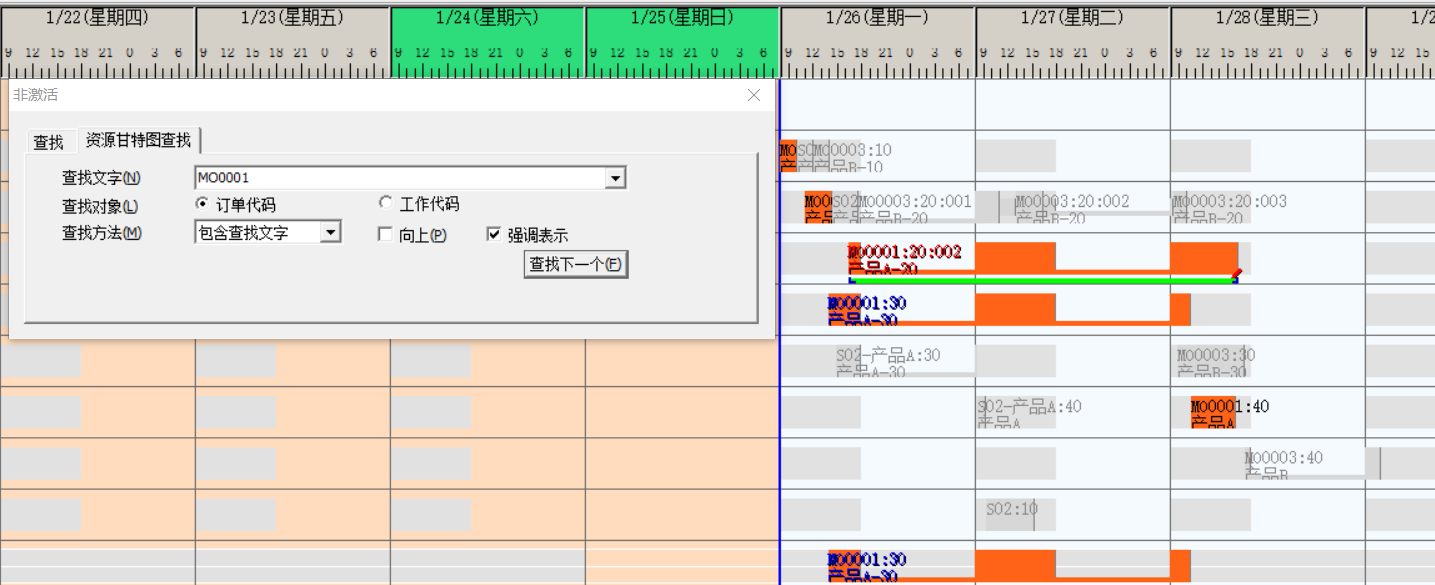 1/22(星期四) 1/23(星期五) 1/24(星期六) 1/25(星期日) 1/26(星期一) 1/27(星期二) 1/28(星期三) 1/2
9 12 15 18 21 0 3 6 9 12 15 18 21 0 3 6 9 12 15 18 21 0 3 6 9 12 15 18 21 0 3 6 9 12 15 18 21 0 3 6 9 12 15 18 21 0 3 6 9 12 15 18 21 0 3 6 9 12 15
非激活
查找 资源甘特图查找
查找文字(N) MO0001
查找对象(L) 订单代码 工作代码
查找方法(M) 包含查找文字 向上(P) 强调表示
查找下一个(F)
MO0003:10
产品B-10
MO0 S02 MO0003:20:001 MO0003:20:002 MO0003:20:003
产品 产品B-20 产品B-20 产品B-20
MO0001:20:002
产品A-20
MO0001:30
产品A-30
S02-产品A:30 MO0003:30
产品A-30 产品B-30
S02-产品A:40 MO0001:40
产品A 产品A
MO0003:40
产品B
S02:10
MO0001:30
产品A-30